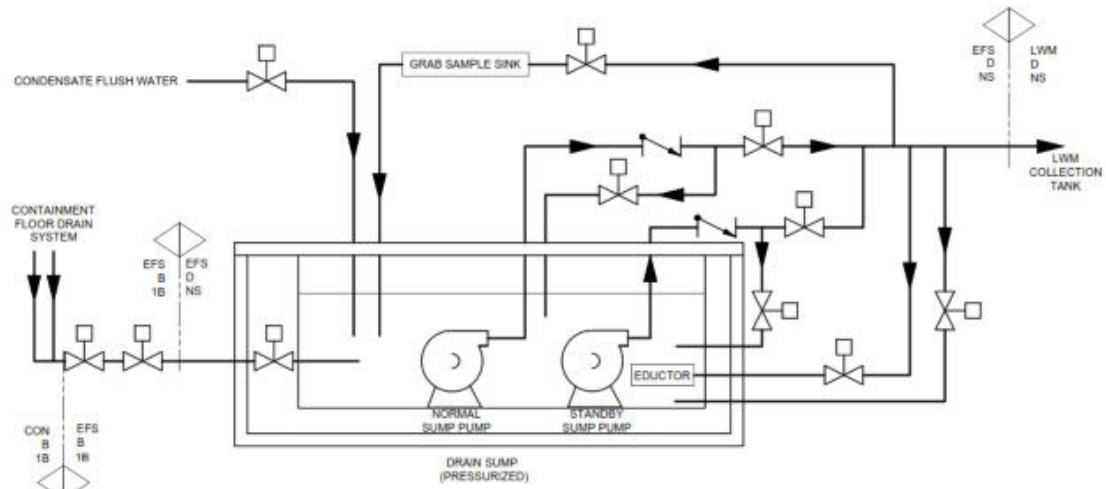 EFS
D
NS
LWM
D
NS
CONDENSATE FLUSH WATER
GRAB SAMPLE SINK
LWM
COLLECTION
TANK
CONTAINMENT
FLOOR DRAIN
SYSTEM
EFS
B
1B
EFS
D
NS
EDUCTOR
NORMAL
SUMP PUMP
STANDBY
SUMP PUMP
CON
B
1B
EFS
B
1B
DRAIN SUMP
(PRESSURIZED)